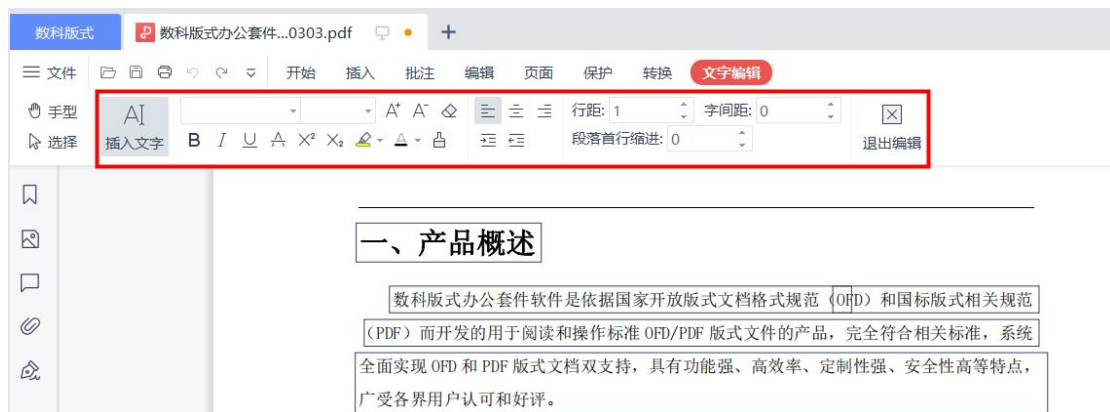 数科版式 数科版式办公套件...0303.pdf
文件 开始 插入 批注 编辑 页面 保护 转换 文字编辑
手型 AI A⁺ A⁻ 行距: 1 字间距: 0
选择 插入文字 B I U A X² X₂ A 段落首行缩进: 0 退出编辑
一、产品概述
数科版式办公套件软件是依据国家开放版式文档格式规范（OFD）和国标版式相关规范
（PDF）而开发的用于阅读和操作标准 OFD/PDF 版式文件的产品，完全符合相关标准，系统
全面实现 OFD 和 PDF 版式文档双支持，具有功能强、高效率、定制性强、安全性高等特点，
广受各界用户认可和好评。